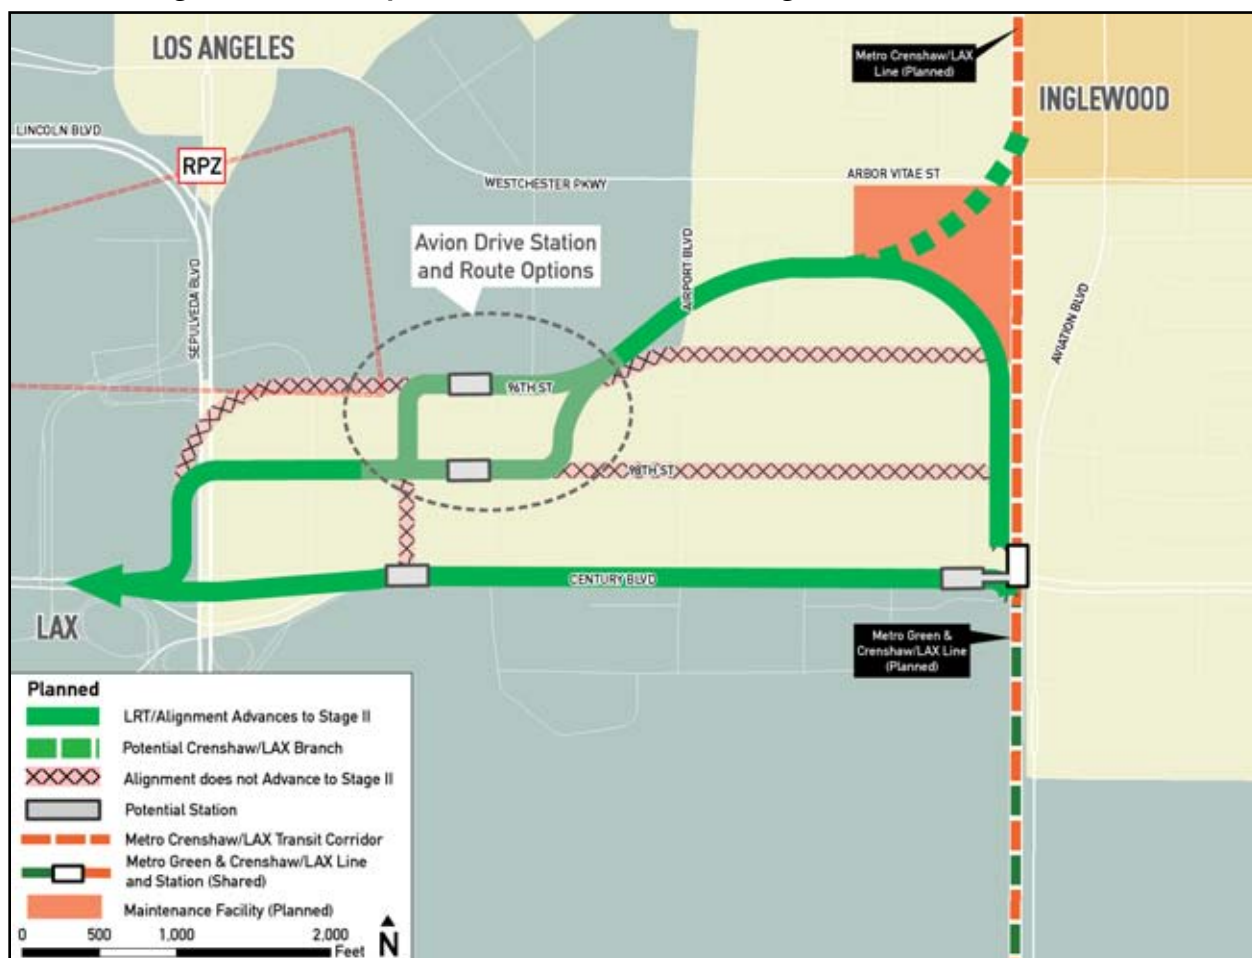 LOS ANGELES
Metro Crenshaw/LAX
Line (Planned)
INGLEWOOD
LINCOLN BLVD
RPZ
WESTCHESTER PKWY
ARBOR VITAE ST
Avion Drive Station
and Route Options
AIRPORT BLVD
SEPULVEDA BLVD
AVIATION BLVD
96TH ST
98TH ST
CENTURY BLVD
LAX
Metro Green &
Crenshaw/LAX Line
(Planned)
Planned
LRT/Alignment Advances to Stage II
Potential Crenshaw/LAX Branch
Alignment does not Advance to Stage II
Potential Station
Metro Crenshaw/LAX Transit Corridor
Metro Green & Crenshaw/LAX Line
and Station (Shared)
Maintenance Facility (Planned)
0 500 1,000 2,000
Feet
N